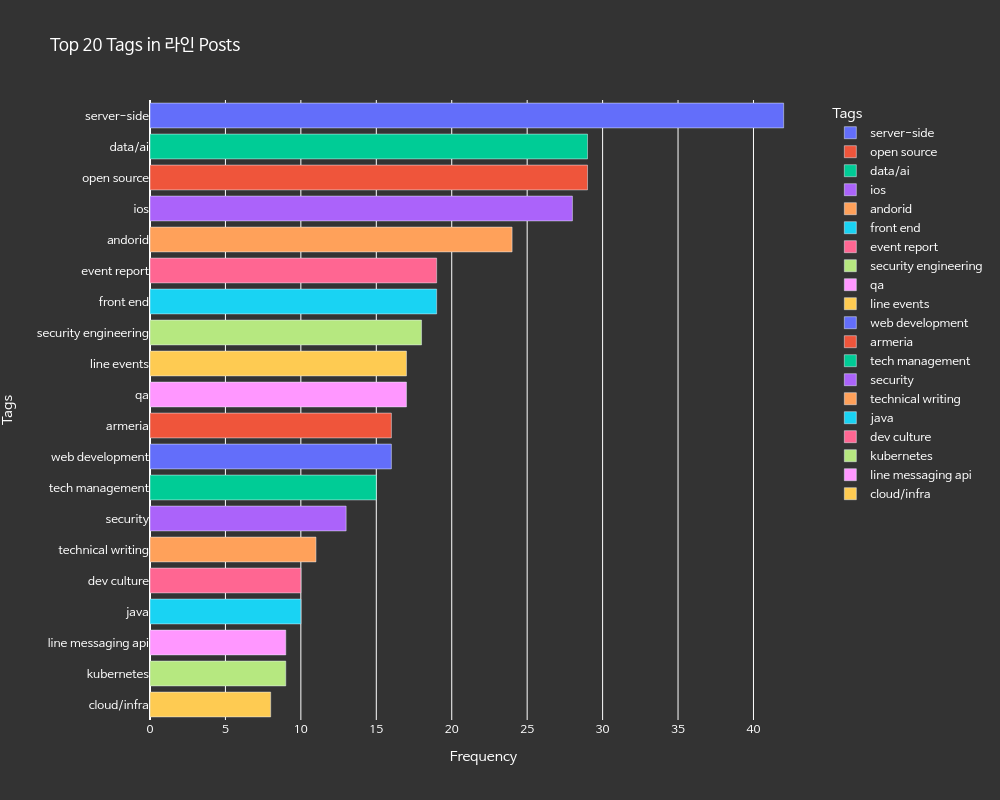 Top 20 Tags in 라인 Posts
server-side
data/ai
open source
ios
andorid
event report
front end
security engineering
line events
qa
armeria
web development
tech management
security
technical writing
dev culture
java
line messaging api
kubernetes
cloud/infra
Tags
0 5 10 15 20 25 30 35 40
Frequency
Tags
server-side
open source
data/ai
ios
andorid
front end
event report
security engineering
qa
line events
web development
armeria
tech management
security
technical writing
java
dev culture
kubernetes
line messaging api
cloud/infra